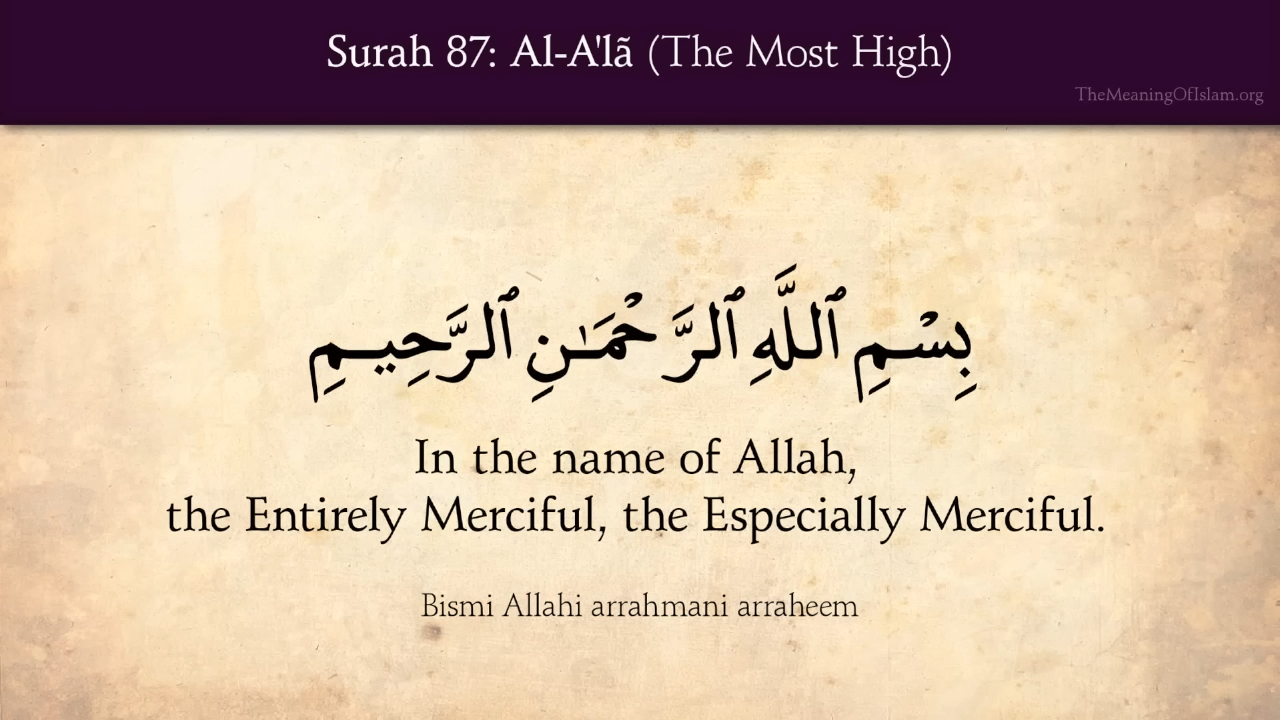 Surah 87: Al-A'lã (The Most High)
TheMeaningOfIslam.org
بِسْمِ ٱللَّهِ ٱلرَّحْمَـٰنِ ٱلرَّحِيـمِ
In the name of Allah,
the Entirely Merciful, the Especially Merciful.
Bismi Allahi arrahmani arraheem